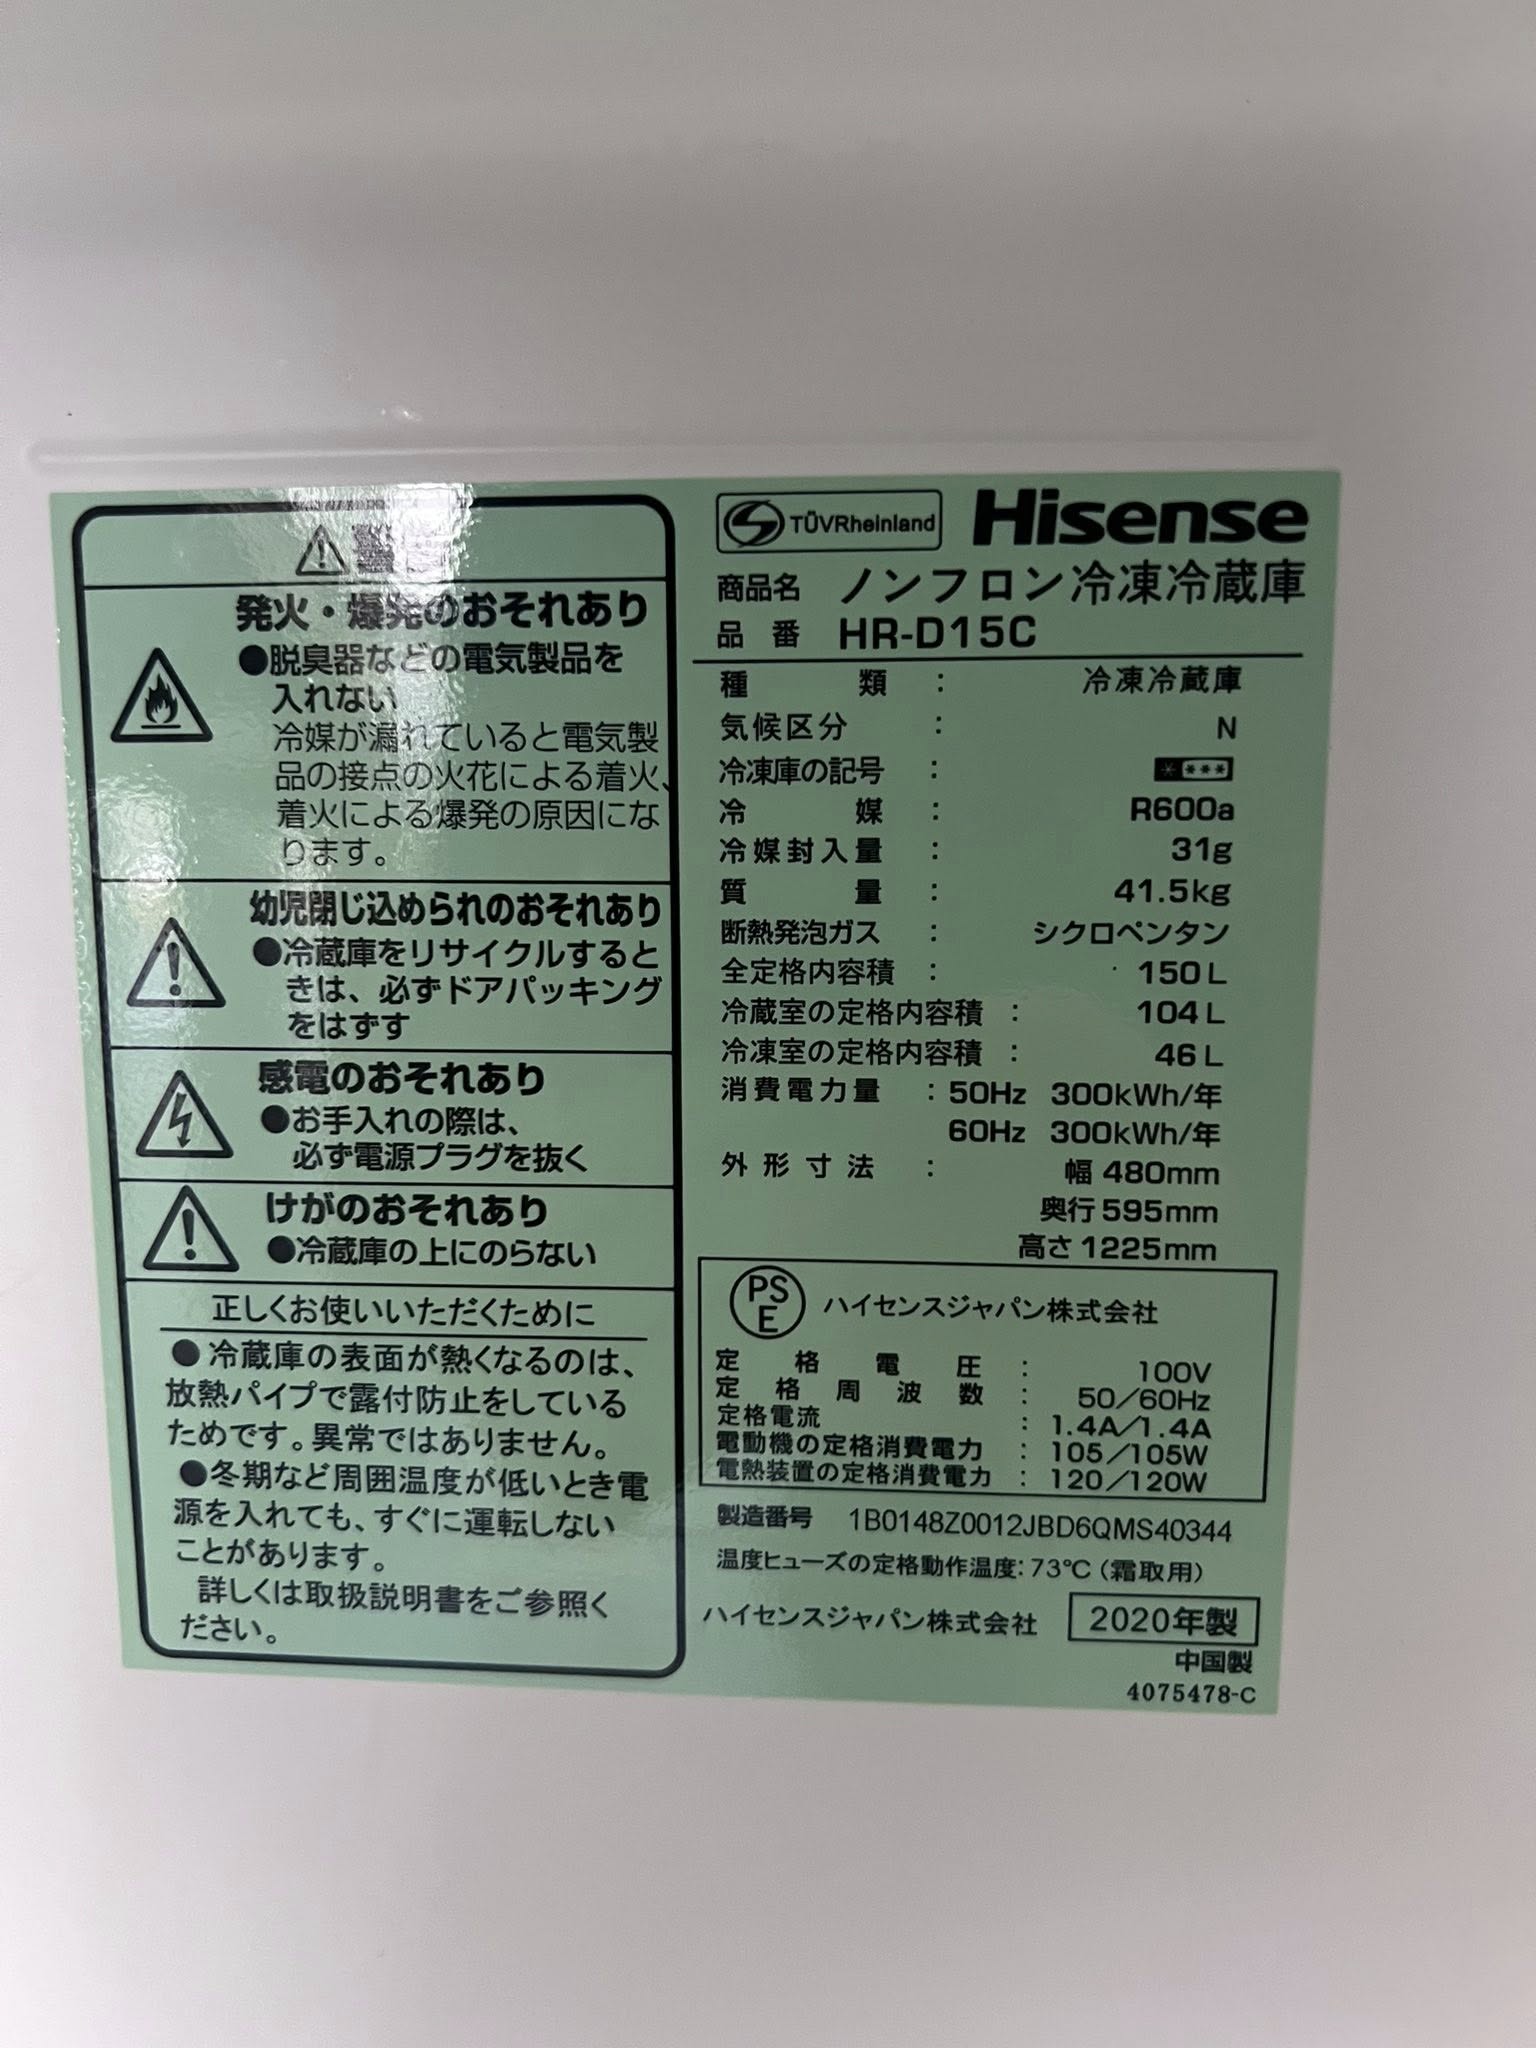 発火・爆発のおそれあり
●脱臭器などの電気製品を
入れない
冷媒が漏れていると電気製
品の接点の火花による着火、
着火による爆発の原因にな
ります。
幼児閉じ込められのおそれあり
●冷蔵庫をリサイクルすると
きは、必ずドアパッキング
をはずす
感電のおそれあり
●お手入れの際は、
必ず電源プラグを抜く
けがのおそれあり
●冷蔵庫の上にのらない
正しくお使いいただくために
●冷蔵庫の表面が熱くなるのは、
放熱パイプで露付防止をしている
ためです。異常ではありません。
●冬期など周囲温度が低いとき電
源を入れても、すぐに運転しない
ことがあります。
詳しくは取扱説明書をご参照く
ださい。
TÜVRheinland Hisense
商品名 ノンフロン冷凍冷蔵庫
品番 HR-D15C
種類 : 冷凍冷蔵庫
気候区分 : N
冷凍庫の記号 : ****
冷媒 : R600a
冷媒封入量 : 31g
質量 : 41.5kg
断熱発泡ガス : シクロペンタン
全定格内容積 : 150L
冷蔵室の定格内容積 : 104L
冷凍室の定格内容積 : 46L
消費電力量 : 50Hz 300kWh/年
60Hz 300kWh/年
外形寸法 : 幅 480mm
奥行 595mm
高さ 1225mm
PSE ハイセンスジャパン株式会社
定格電圧 : 100V
定格周波数 : 50/60Hz
定格電流 : 1.4A/1.4A
電動機の定格消費電力 : 105/105W
電熱装置の定格消費電力 : 120/120W
製造番号 1B0148Z0012JBD6QMS40344
温度ヒューズの定格動作温度:73℃(霜取用)
ハイセンスジャパン株式会社 2020年製
中国製
4075478-C